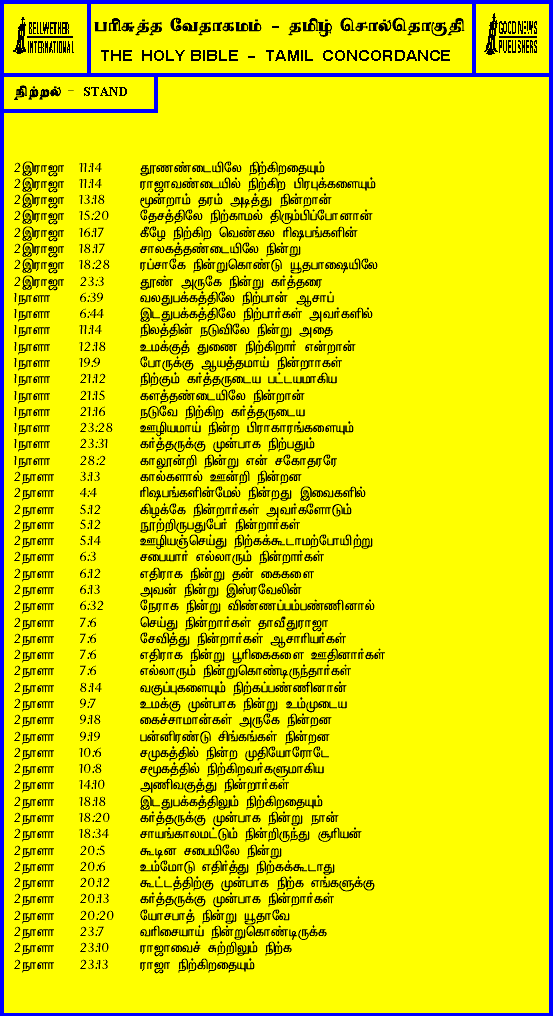 BELLWETHER
INTERNATIONAL
பரிசுத்த வேதாகமம் - தமிழ் சொல்தொகுதி
THE HOLY BIBLE - TAMIL CONCORDANCE
GOOD NEWS
PUBLISHERS
நிற்றல் - STAND
2இராஜா 11:14 தூணண்டையிலே நிற்கிறதையும்
2இராஜா 11:14 ராஜாவண்டையில் நிற்கிற பிரபுக்களையும்
2இராஜா 13:18 மூன்றாம் தரம் அடித்து நின்றான்
2இராஜா 15:20 தேசத்திலே நிற்காமல் திரும்பிப்போனான்
2இராஜா 16:17 கீழே நிற்கிற வெண்கல ரிஷபங்களின்
2இராஜா 18:17 சாலகத்தண்டையிலே நின்று
2இராஜா 18:28 ரப்சாகே நின்றுகொண்டு யூதபாஷையிலே
2இராஜா 23:3 தூண் அருகே நின்று கர்த்தரை
1நாளா 6:39 வலதுபக்கத்திலே நிற்பான் ஆசாப்
1நாளா 6:44 இடதுபக்கத்திலே நிற்பார்கள் அவர்களில்
1நாளா 11:14 நிலத்தின் நடுவிலே நின்று அதை
1நாளா 12:18 உமக்குத் துணை நிற்கிறார் என்றான்
1நாளா 19:9 போருக்கு ஆயத்தமாய் நின்றாாகள்
1நாளா 21:12 நிற்கும் கர்த்தருடைய பட்டயமாகிய
1நாளா 21:15 களத்தண்டையிலே நின்றான்
1நாளா 21:16 நடுவே நிற்கிற கர்த்தருடைய
1நாளா 23:28 ஊழியமாய் நின்ற பிராகாரங்களையும்
1நாளா 23:31 கர்த்தருக்கு முன்பாக நிற்பதும்
1நாளா 28:2 காலூன்றி நின்று என் சகோதரரே
2நாளா 3:13 கால்களால் ஊன்றி நின்றன
2நாளா 4:4 ரிஷபங்களின்மேல் நின்றது இவைகளில்
2நாளா 5:12 கிழக்கே நின்றார்கள் அவர்களோடும்
2நாளா 5:12 நூற்றிருபதுபேர் நின்றார்கள்
2நாளா 5:14 ஊழியஞ்செய்து நிற்கக்கூடாமற்போயிற்று
2நாளா 6:3 சபையார் எல்லாரும் நின்றார்கள்
2நாளா 6:12 எதிராக நின்று தன் கைகளை
2நாளா 6:13 அவன் நின்று இஸ்ரவேலின்
2நாளா 6:32 நேராக நின்று விண்ணப்பம்பண்ணினால்
2நாளா 7:6 செய்து நின்றார்கள் தாவீதுராஜா
2நாளா 7:6 சேவித்து நின்றார்கள் ஆசாரியர்கள்
2நாளா 7:6 எதிராக நின்று பூரிகைகளை ஊதினார்கள்
2நாளா 7:6 எல்லாரும் நின்றுகொண்டிருந்தார்கள்
2நாளா 8:14 வகுப்புகளையும் நிற்கப்பண்ணினான்
2நாளா 9:7 உமக்கு முன்பாக நின்று உம்முடைய
2நாளா 9:18 கைச்சாமான்கள் அருகே நின்றன
2நாளா 9:19 பன்னிரண்டு சிங்கங்கள் நின்றன
2நாளா 10:6 சமுகத்தில் நின்ற முதியோரோடே
2நாளா 10:8 சமூகத்தில் நிற்கிறவர்களுமாகிய
2நாளா 14:10 அணிவகுத்து நின்றார்கள்
2நாளா 18:18 இடதுபக்கத்திலும் நிற்கிறதையும்
2நாளா 18:20 கர்த்தருக்கு முன்பாக நின்று நான்
2நாளா 18:34 சாயங்காலமட்டும் நின்றிருந்து சூரியன்
2நாளா 20:5 கூடின சபையிலே நின்று
2நாளா 20:6 உம்மோடு எதிர்த்து நிற்கக்கூடாது
2நாளா 20:12 கூட்டத்திற்கு முன்பாக நிற்க எங்களுக்கு
2நாளா 20:13 கர்த்தருக்கு முன்பாக நின்றார்கள்
2நாளா 20:20 யோசபாத் நின்று யூதாவே
2நாளா 23:7 வரிசையாய் நின்றுகொண்டிருக்க
2நாளா 23:10 ராஜாவைச் சுற்றிலும் நிற்க
2நாளா 23:13 ராஜா நிற்கிறதையும்